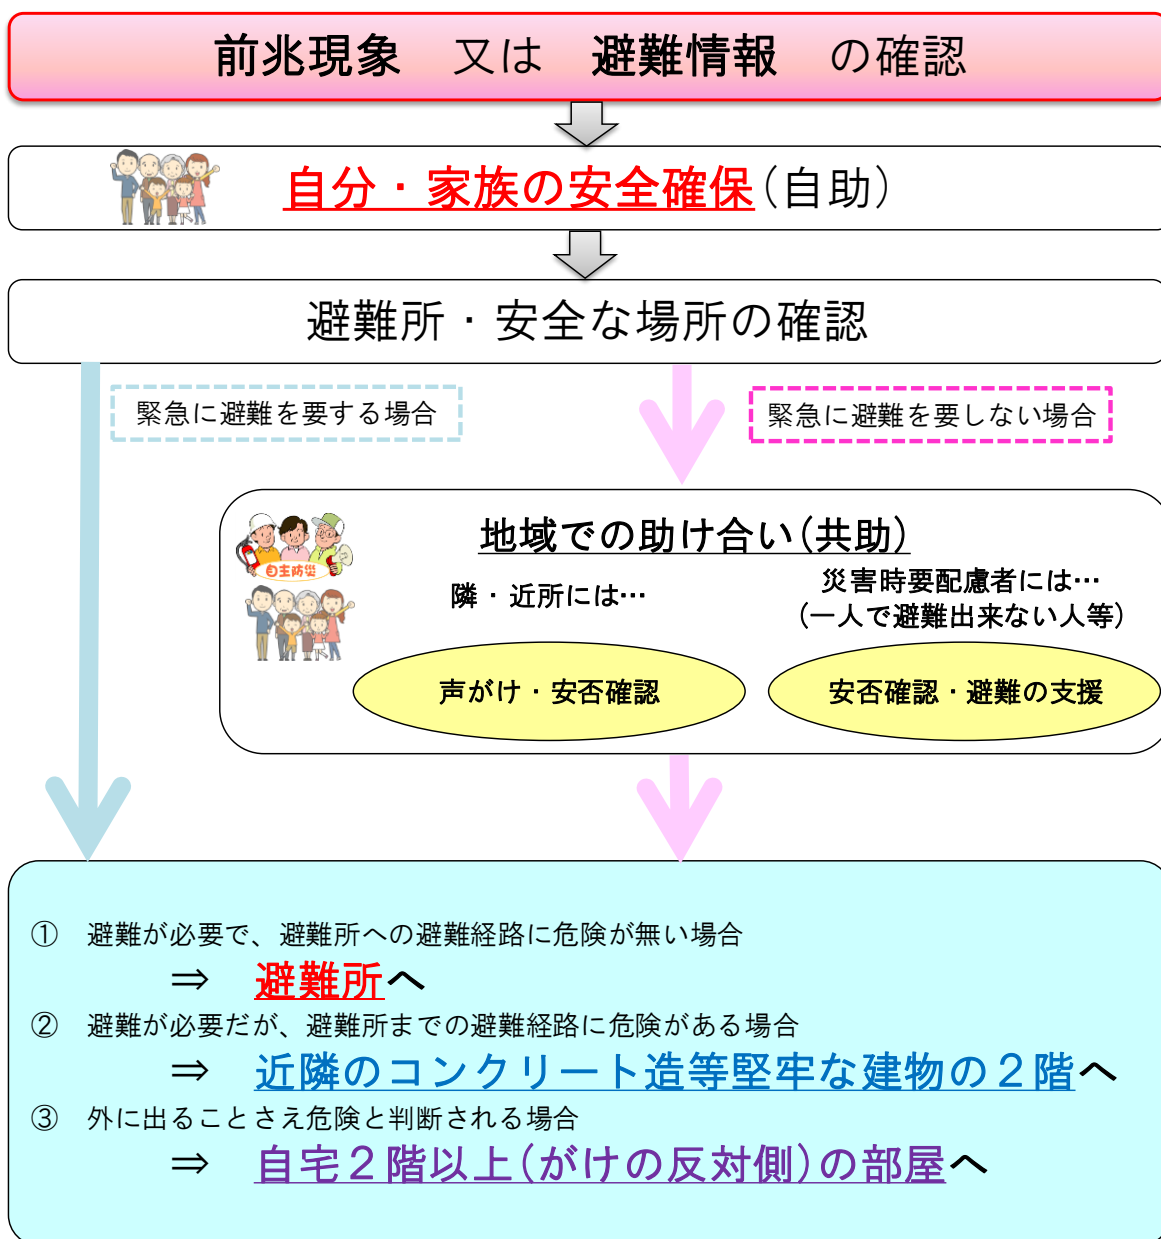 前兆現象　又は　避難情報　の確認
自分・家族の安全確保(自助)
避難所・安全な場所の確認
緊急に避難を要する場合
緊急に避難を要しない場合
自主防災
地域での助け合い(共助)
隣・近所には…
災害時要配慮者には…
(一人で避難出来ない人等)
声がけ・安否確認
安否確認・避難の支援
①　避難が必要で、避難所への避難経路に危険が無い場合
⇒　避難所へ
②　避難が必要だが、避難所までの避難経路に危険がある場合
⇒　近隣のコンクリート造等堅牢な建物の２階へ
③　外に出ることさえ危険と判断される場合
⇒　自宅２階以上(がけの反対側)の部屋へ